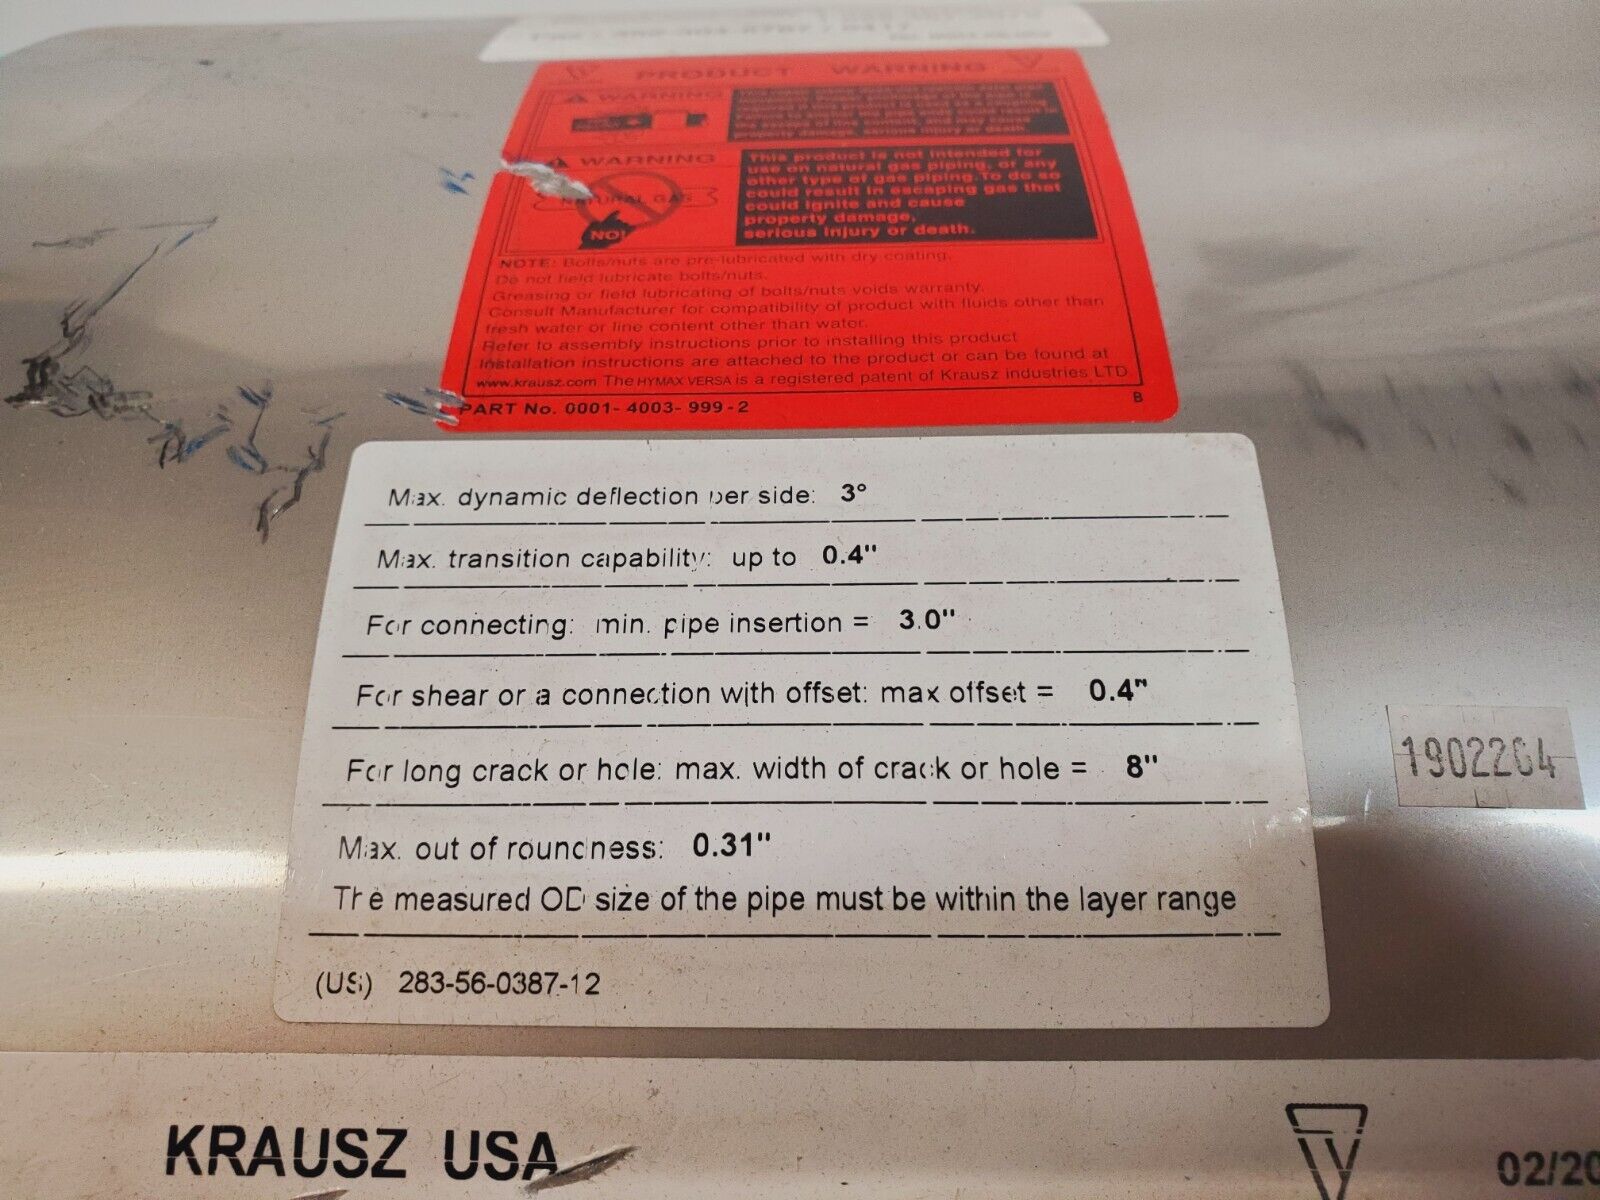 PRODUCT WARNING
WARNING
property damage, serious injury or death
WARNING
NATURAL GAS
NO!
This product is not intended for
use on natural gas piping, or any
other type of gas piping.To do so
could result in escaping gas that
could ignite and cause
property damage,
serious injury or death.
NOTE: Bolts/nuts are pre-lubricated with dry coating.
Do not field lubricate bolts/nuts.
Greasing or field lubricating of bolts/nuts voids warranty.
Consult Manufacturer for compatibility of product with fluids other than
fresh water or line content other than water.
Refer to assembly instructions prior to installing this product
Installation instructions are attached to the product or can be found at
www.krausz.com The HYMAX VERSA is a registered patent of Krausz industries LTD
PART No. 0001-4003-999-2
B
Max. dynamic deflection per side: 3°
Max. transition capability: up to 0.4"
For connecting: min. pipe insertion = 3.0"
For shear or a connection with offset: max offset = 0.4"
For long crack or hole: max. width of crack or hole = 8"
1902204
Max. out of roundness: 0.31"
The measured OD size of the pipe must be within the layer range
(US) 283-56-0387-12
KRAUSZ USA
02/20